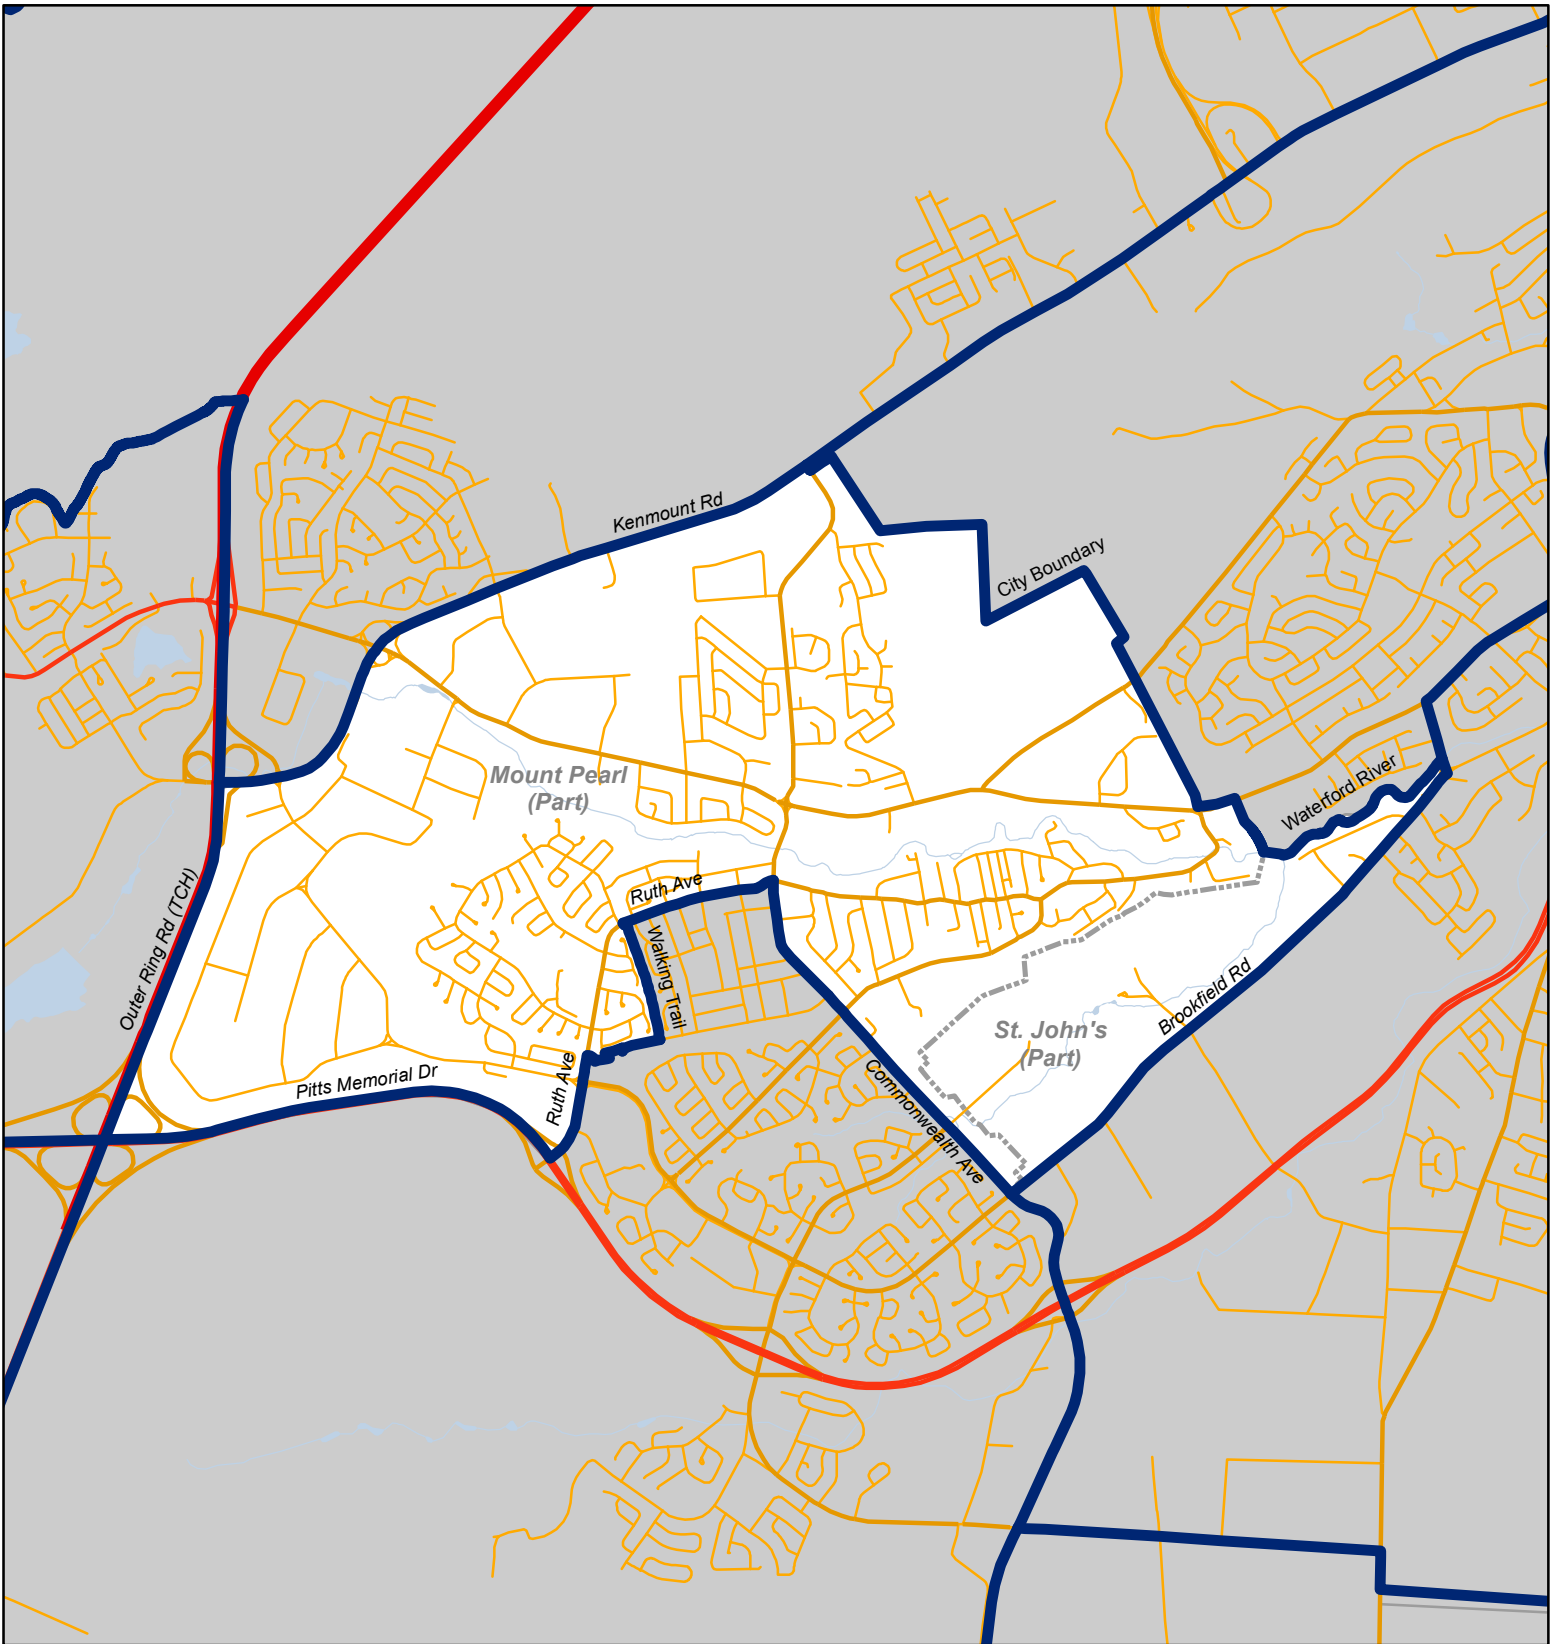 Kenmount Rd
City Boundary
Mount Pearl
(Part)
Waterford River
Ruth Ave
Outer Ring Rd (TCH)
Walking Trail
Brookfield Rd
St. John's
(Part)
Pitts Memorial Dr
Ruth Ave
Commonwealth Ave